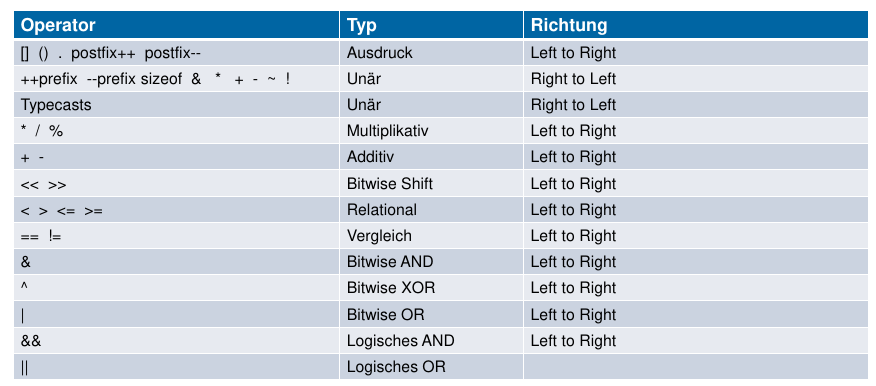 Operator Typ Richtung
[] () . postfix++ postfix-- Ausdruck Left to Right
++prefix --prefix sizeof & * + - ~ ! Unär Right to Left
Typecasts Unär Right to Left
* / % Multiplikativ Left to Right
+ - Additiv Left to Right
<< >> Bitwise Shift Left to Right
< > <= >= Relational Left to Right
== != Vergleich Left to Right
& Bitwise AND Left to Right
^ Bitwise XOR Left to Right
| Bitwise OR Left to Right
&& Logisches AND Left to Right
|| Logisches OR